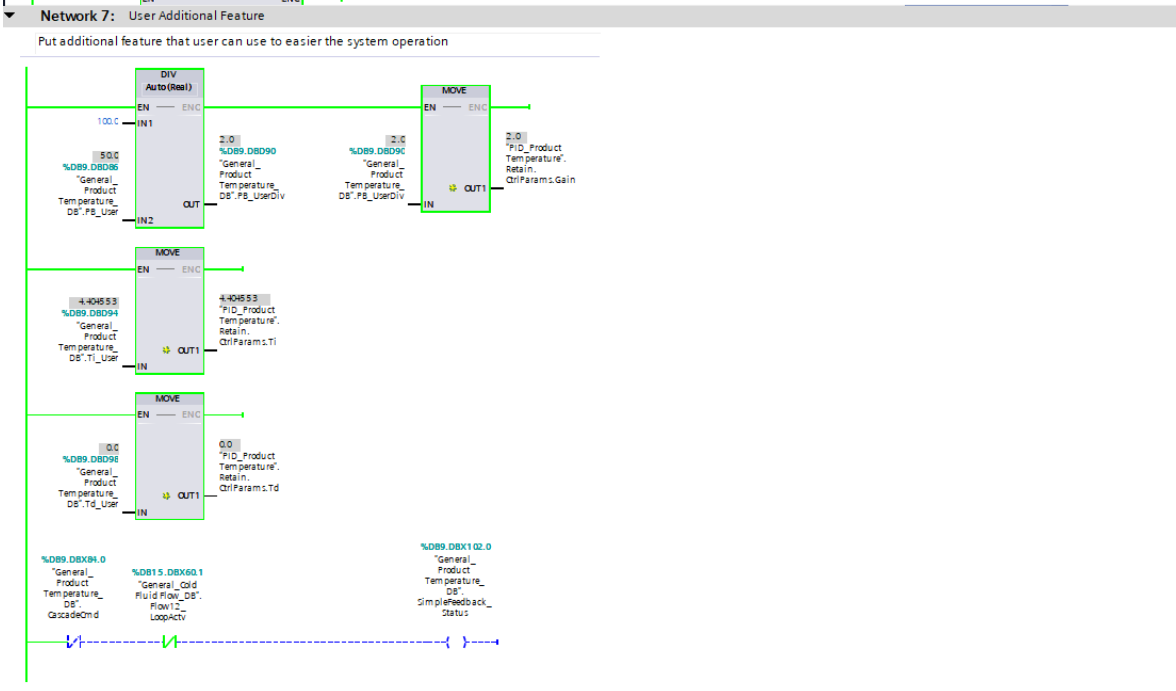 EN
ENC
Network 7: User Additional Feature
Put additional feature that user can use to easier the system operation
DIV
Auto (Real)
EN
ENC
100.0
IN1
50.0
%DB9.DBD86
"General_
Product
Temperature_
DB".PB_User
IN2
OUT
2.0
%DB9.DBD90
"General_
Product
Temperature_
DB".PB_UserDiv
MOVE
EN
ENC
2.0
%DB9.DBD90
"General_
Product
Temperature_
DB".PB_UserDiv
IN
OUT1
2.0
"PID_Product
Temperature".
Retain.
CtrlParams.Gain
MOVE
EN
ENC
4.404553
%DB9.DBD94
"General_
Product
Temperature_
DB".Ti_User
IN
OUT1
4.404553
"PID_Product
Temperature".
Retain.
CtrlParams.Ti
MOVE
EN
ENC
0.0
%DB9.DBD98
"General_
Product
Temperature_
DB".Td_User
IN
OUT1
0.0
"PID_Product
Temperature".
Retain.
CtrlParams.Td
%DB9.DBX84.0
"General_
Product
Temperature_
DB".
CascadeCmd
%DB15.DBX60.1
"General_Cold
Fluid Flow_DB".
Flow12_
LoopActv
%DB9.DBX102.0
"General_
Product
Temperature_
DB".
SimpleFeedback_
Status